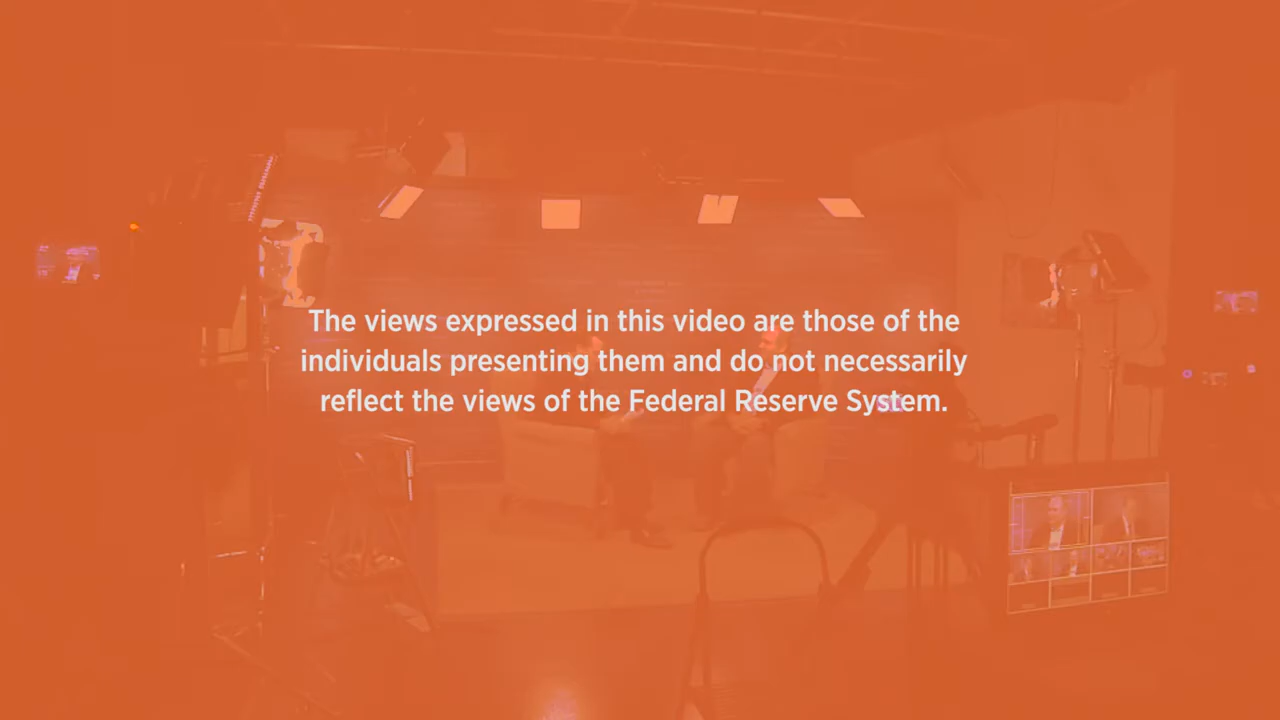 The views expressed in this video are those of the
individuals presenting them and do not necessarily
reflect the views of the Federal Reserve System.